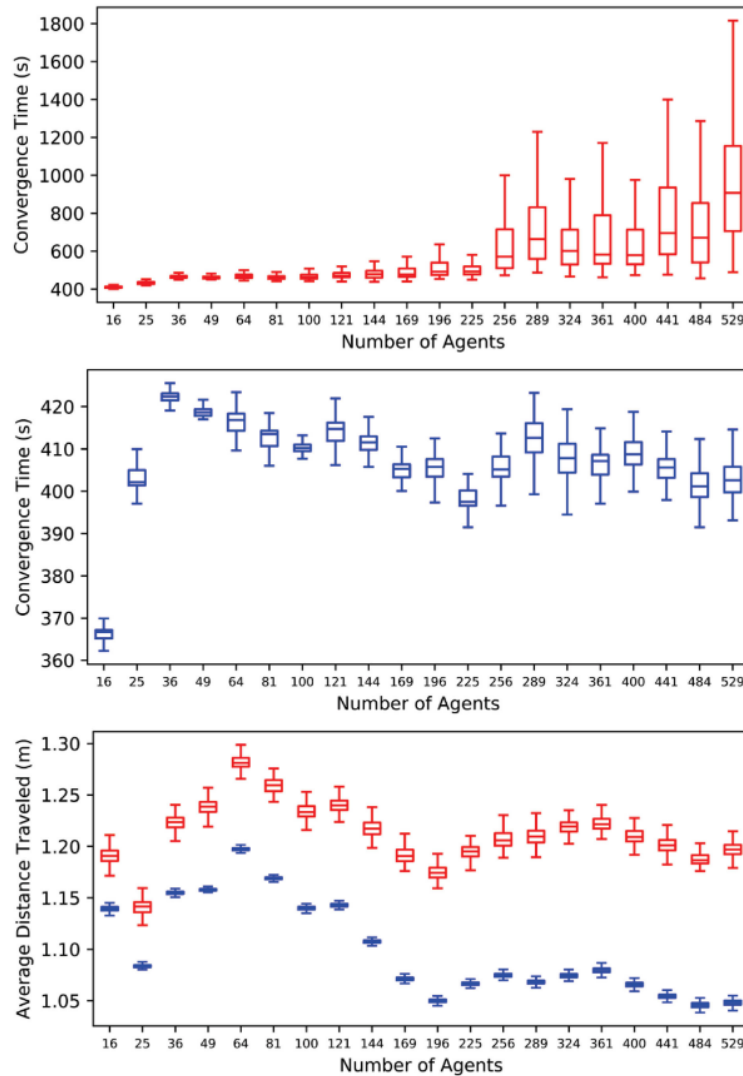 Convergence Time (s)
1800
1600
1400
1200
1000
800
600
400
16 25 36 49 64 81 100 121 144 169 196 225 256 289 324 361 400 441 484 529
Number of Agents
Convergence Time (s)
420
410
400
390
380
370
360
16 25 36 49 64 81 100 121 144 169 196 225 256 289 324 361 400 441 484 529
Number of Agents
Average Distance Traveled (m)
1.30
1.25
1.20
1.15
1.10
1.05
16 25 36 49 64 81 100 121 144 169 196 225 256 289 324 361 400 441 484 529
Number of Agents